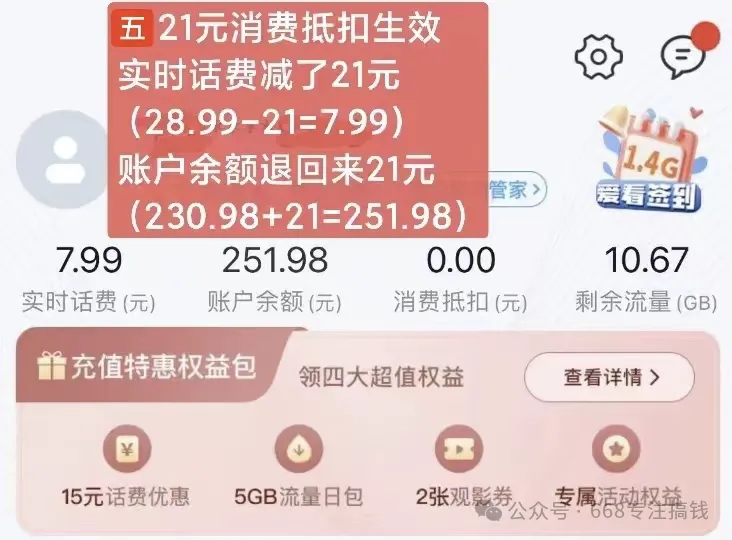 五 21元消费抵扣生效
实时话费减了21元
（28.99-21=7.99）
账户余额退回来21元
（230.98+21=251.98）
管家>
1.4G
爱看签到
7.99 251.98 0.00 10.67
实时话费(元) 账户余额(元) 消费抵扣(元) 剩余流量(GB)
充值特惠权益包 领四大超值权益 查看详情>
15元话费优惠 5GB流量日包 2张观影券 专属活动权益
公众号·668专注搞钱